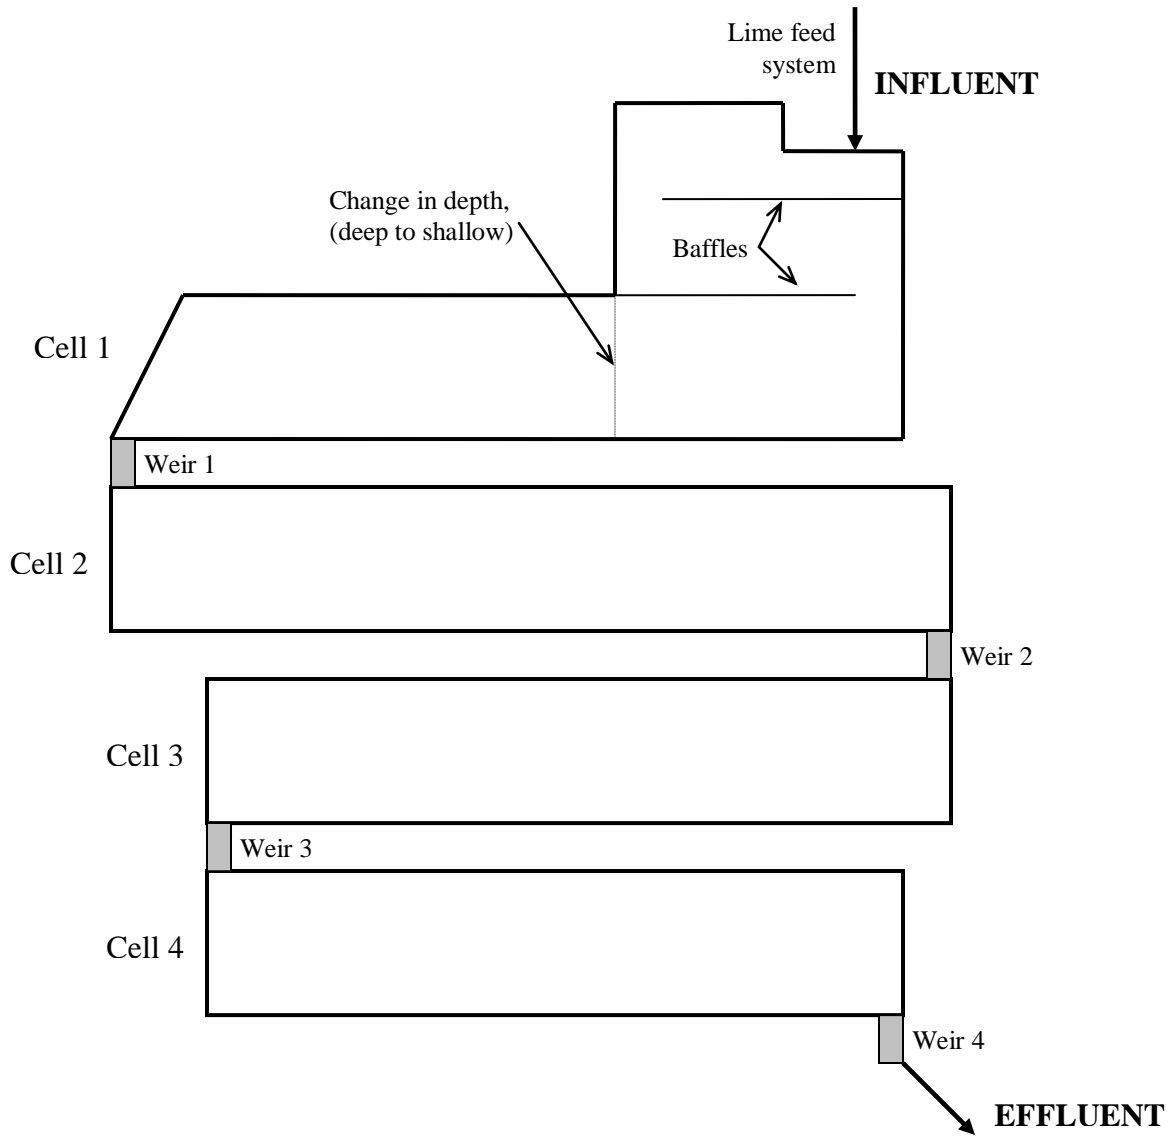 Lime feed
system
INFLUENT
Change in depth,
(deep to shallow)
Baffles
Cell 1
Weir 1
Cell 2
Weir 2
Cell 3
Weir 3
Cell 4
Weir 4
EFFLUENT